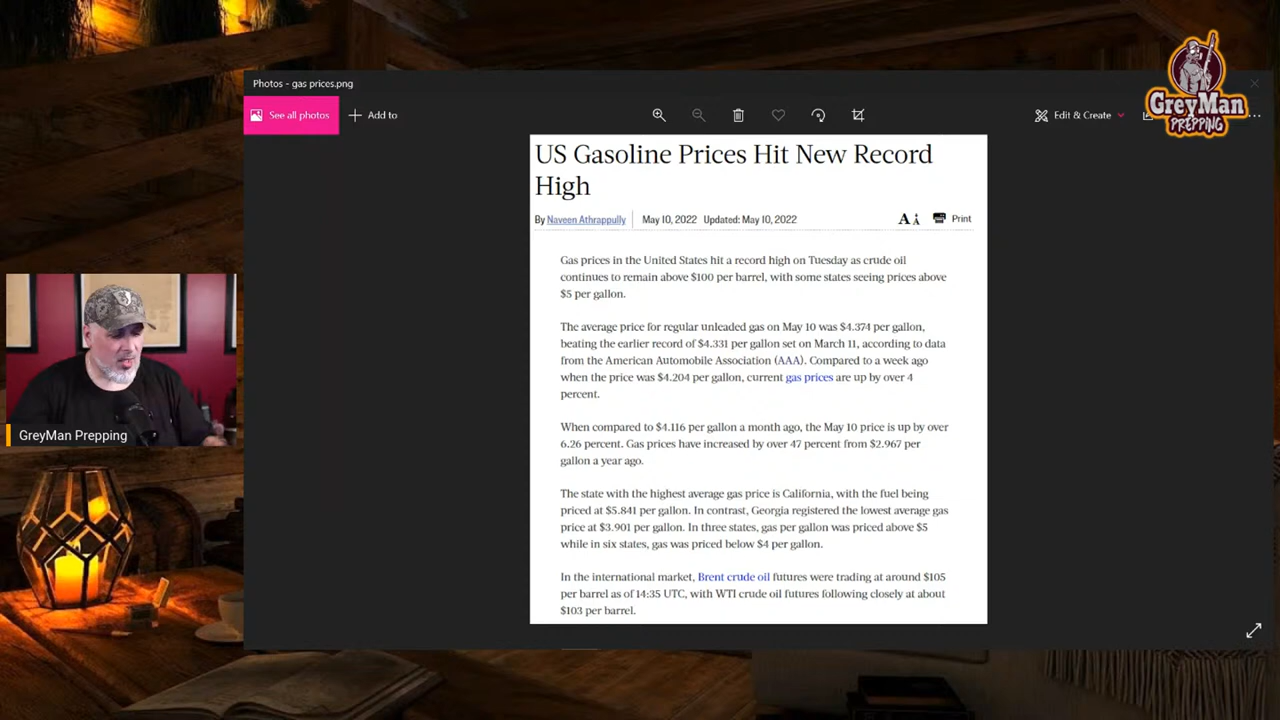 GreyMan
PREPPING
Photos - gas prices.png
See all photos
Add to
Edit & Create
US Gasoline Prices Hit New Record
High
By Naveen Athrappully
May 10, 2022 Updated: May 10, 2022
A A Print
Gas prices in the United States hit a record high on Tuesday as crude oil
continues to remain above $100 per barrel, with some states seeing prices above
$5 per gallon.
The average price for regular unleaded gas on May 10 was $4.374 per gallon,
beating the earlier record of $4.331 per gallon set on March 11, according to data
from the American Automobile Association (AAA). Compared to a week ago
when the price was $4.204 per gallon, current gas prices are up by over 4
percent.
When compared to $4.116 per gallon a month ago, the May 10 price is up by over
6.26 percent. Gas prices have increased by over 47 percent from $2.967 per
gallon a year ago.
The state with the highest average gas price is California, with the fuel being
priced at $5.841 per gallon. In contrast, Georgia registered the lowest average gas
price at $3.901 per gallon. In three states, gas per gallon was priced above $5
while in six states, gas was priced below $4 per gallon.
In the international market, Brent crude oil futures were trading at around $105
per barrel as of 14:35 UTC, with WTI crude oil futures following closely at about
$103 per barrel.
GreyMan Prepping